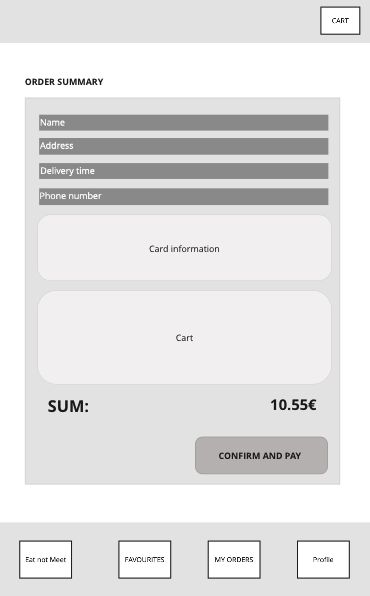 CART
ORDER SUMMARY
Name
Address
Delivery time
Phone number
Card information
Cart
SUM: 10.55€
CONFIRM AND PAY
Eat not Meet FAVOURITES MY ORDERS Profile